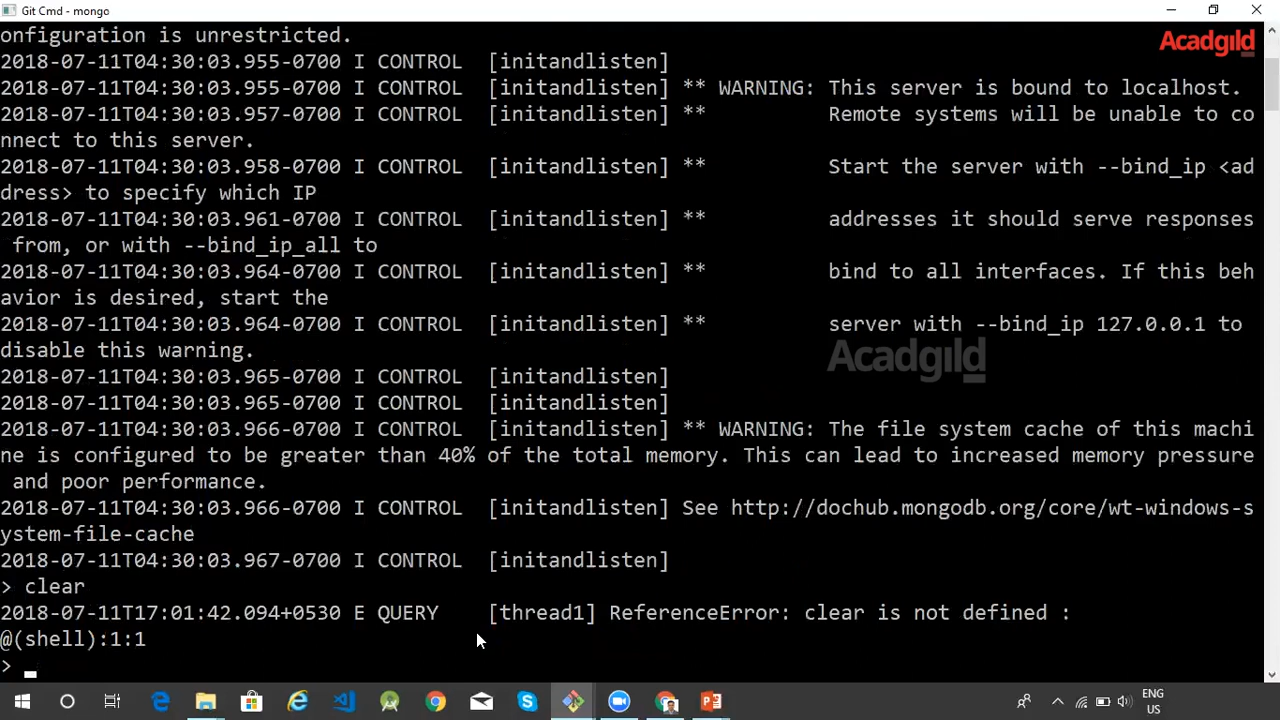 Git Cmd - mongo
Acadgild
onfiguration is unrestricted.
2018-07-11T04:30:03.955-0700 I CONTROL  [initandlisten]
2018-07-11T04:30:03.955-0700 I CONTROL  [initandlisten] ** WARNING: This server is bound to localhost.
2018-07-11T04:30:03.957-0700 I CONTROL  [initandlisten] **          Remote systems will be unable to co
nnect to this server.
2018-07-11T04:30:03.958-0700 I CONTROL  [initandlisten] **          Start the server with --bind_ip <ad
dress> to specify which IP
2018-07-11T04:30:03.961-0700 I CONTROL  [initandlisten] **          addresses it should serve responses
 from, or with --bind_ip_all to
2018-07-11T04:30:03.964-0700 I CONTROL  [initandlisten] **          bind to all interfaces. If this beh
avior is desired, start the
2018-07-11T04:30:03.964-0700 I CONTROL  [initandlisten] **          server with --bind_ip 127.0.0.1 to
disable this warning.
Acadgild
2018-07-11T04:30:03.965-0700 I CONTROL  [initandlisten]
2018-07-11T04:30:03.965-0700 I CONTROL  [initandlisten]
2018-07-11T04:30:03.966-0700 I CONTROL  [initandlisten] ** WARNING: The file system cache of this machi
ne is configured to be greater than 40% of the total memory. This can lead to increased memory pressure
 and poor performance.
2018-07-11T04:30:03.966-0700 I CONTROL  [initandlisten] See http://dochub.mongodb.org/core/wt-windows-s
ystem-file-cache
2018-07-11T04:30:03.967-0700 I CONTROL  [initandlisten]
> clear
2018-07-11T17:01:42.094+0530 E QUERY    [thread1] ReferenceError: clear is not defined :
@(shell):1:1
>
ENG
US